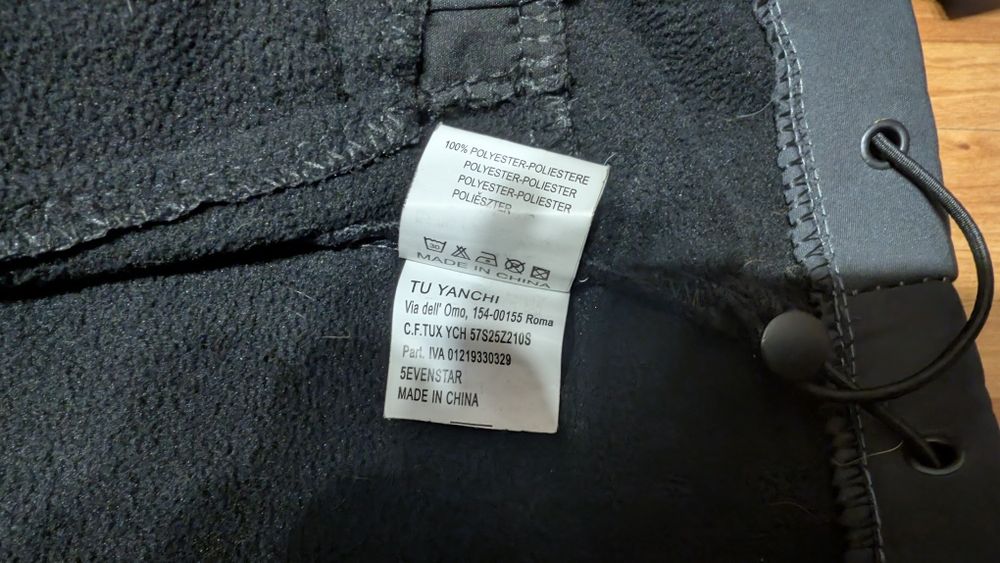 100% POLYESTER-POLIESTERE
POLYESTER-POLIESTER
POLYESTER-POLIESTER
POLIÉSZTER
30
MADE IN CHINA
TU YANCHI
Via dell' Omo, 154-00155 Roma
C.F.TUX YCH 57S25Z210S
Part. IVA 01219330329
5EVENSTAR
MADE IN CHINA